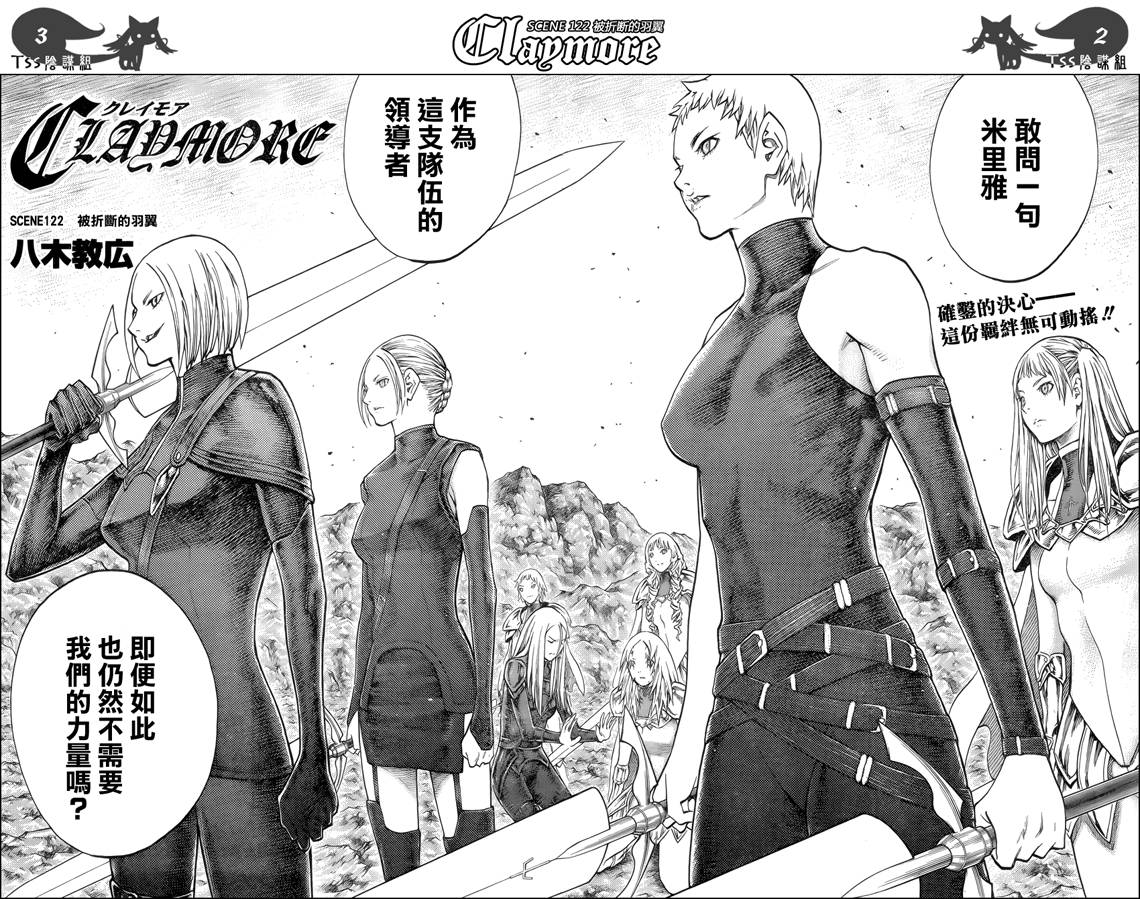 3
TSS陰謀組
SCENE 122 被折断的羽翼
Claymore
2
TSS陰謀組
敢問一句
米里雅
確鑿的決心——
這份羈絆無可動搖!!
作為
這支隊伍的
領導者
クレイモア
CLAYMORE
SCENE122 被折斷的羽翼
八木教広
即便如此
也仍然不需要
我們的力量嗎?